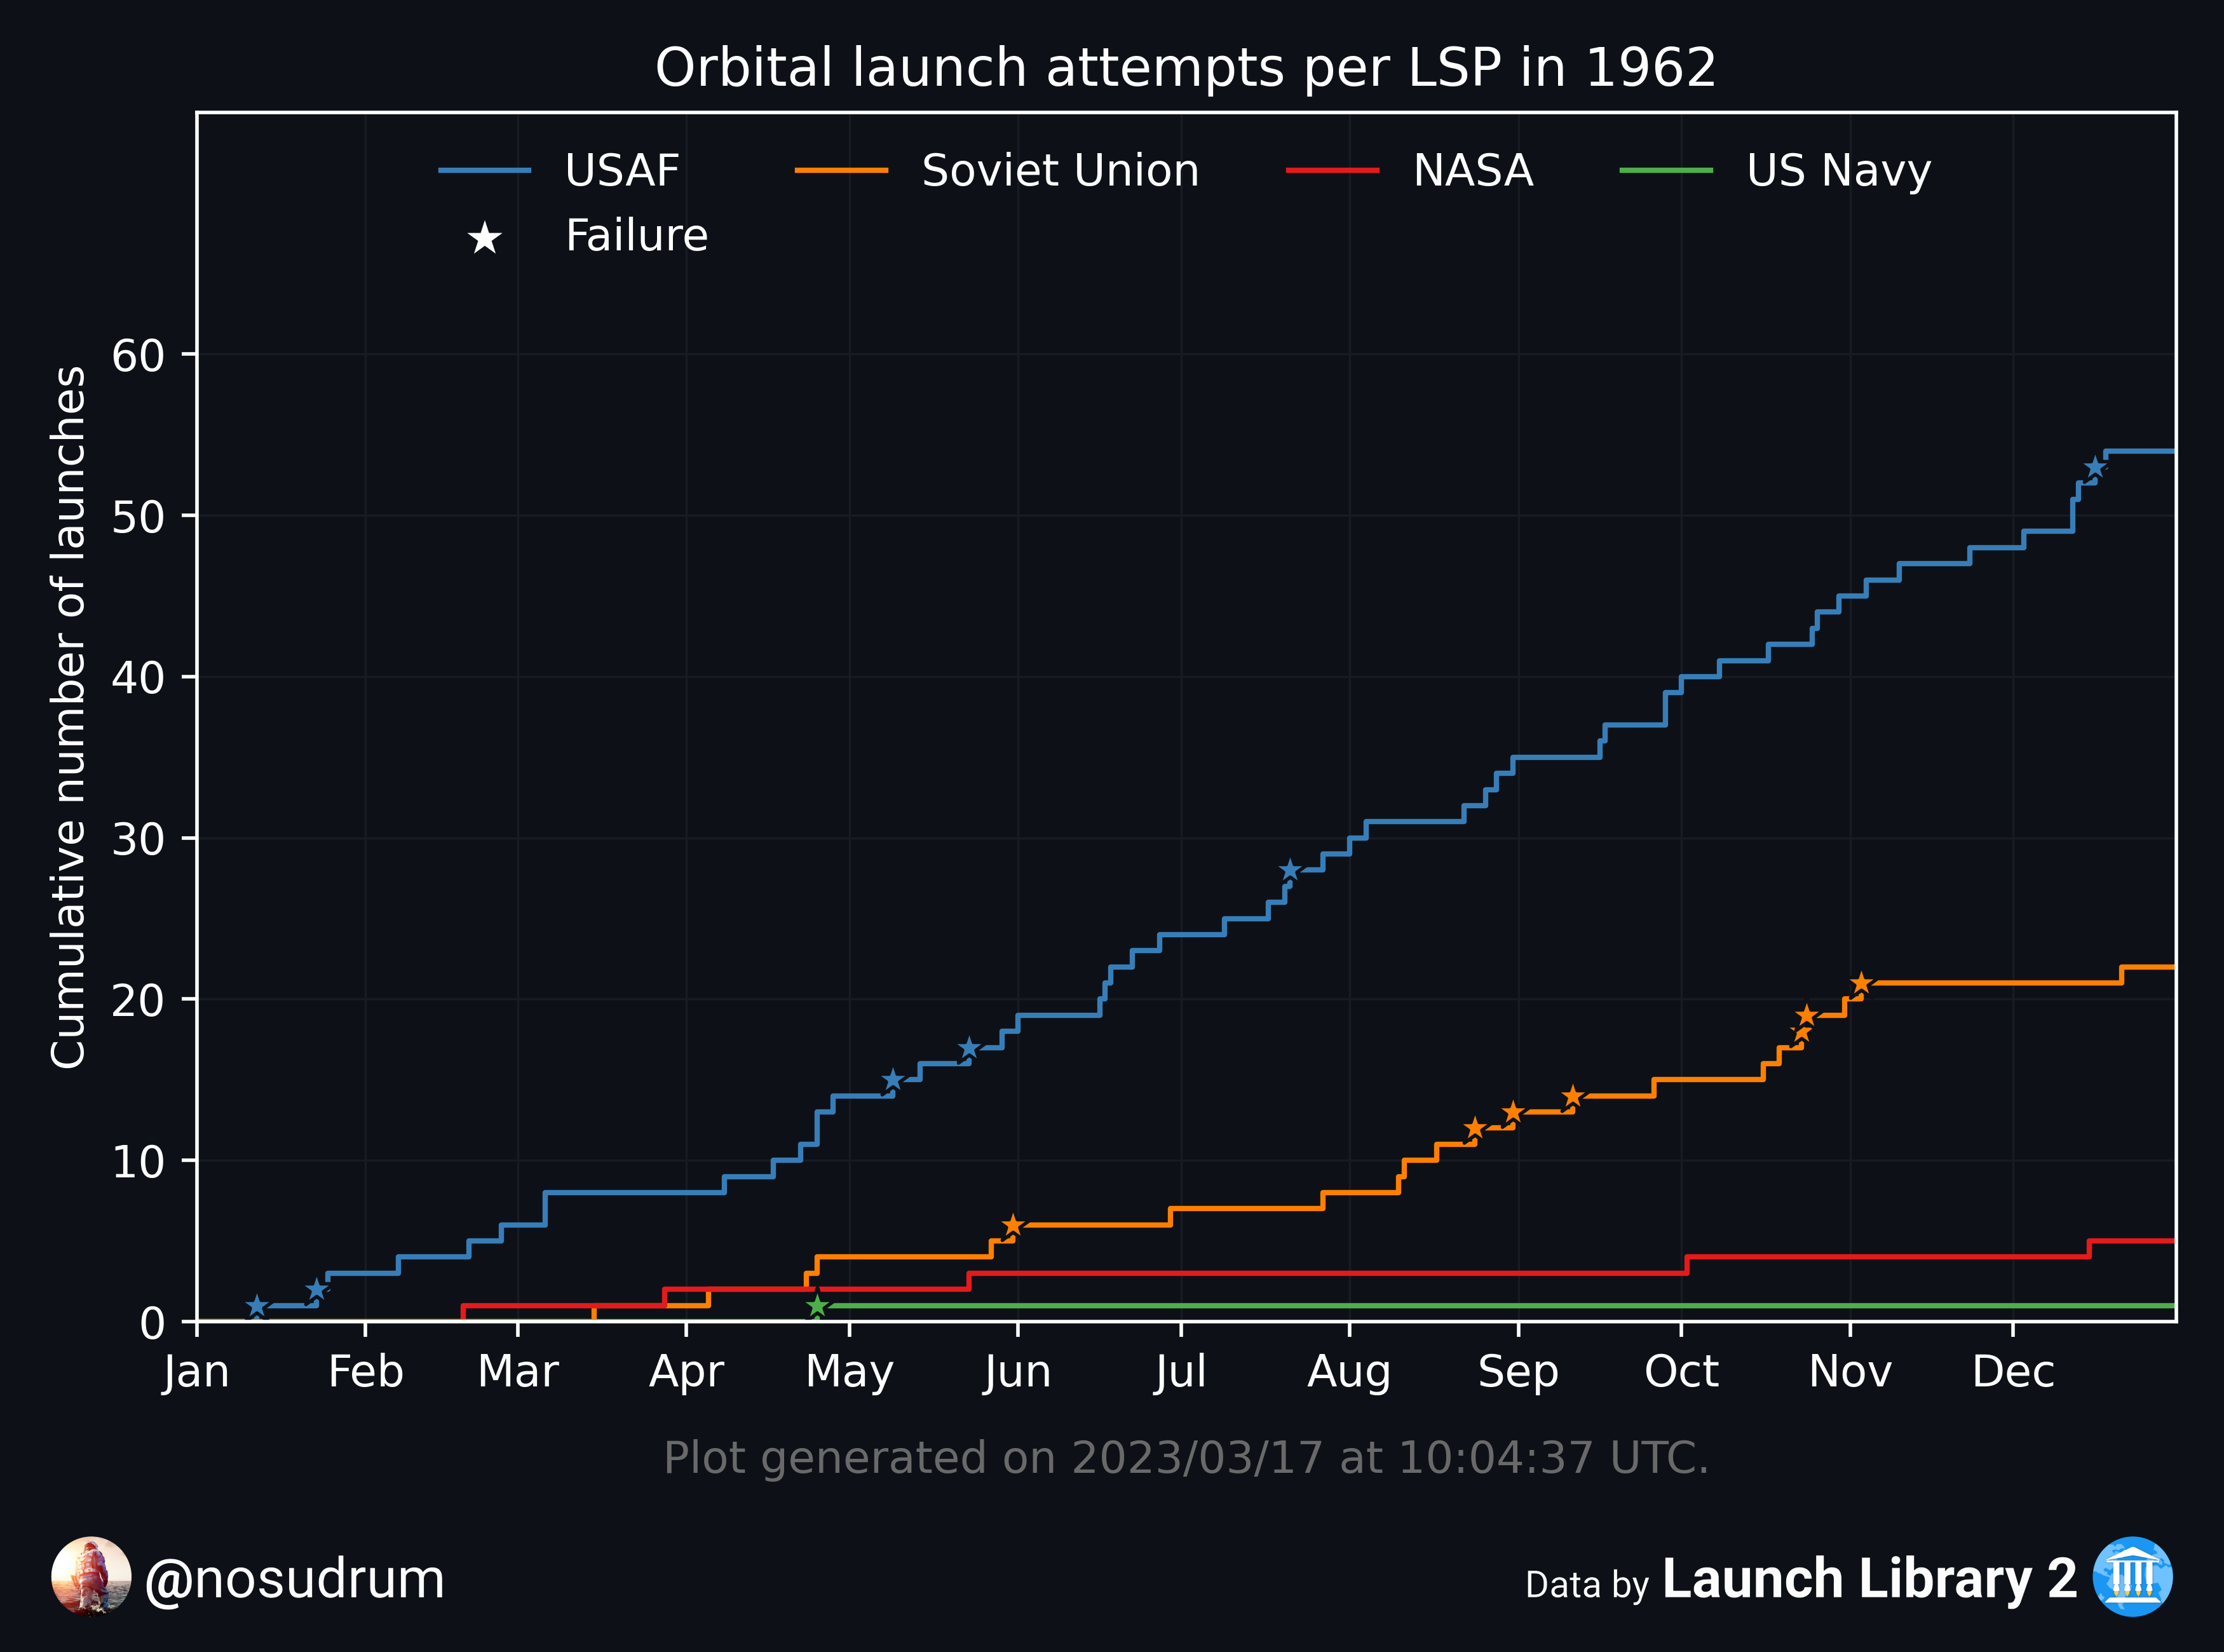 Orbital launch attempts per LSP in 1962
USAF Soviet Union NASA US Navy
Failure
Cumulative number of launches
60
50
40
30
20
10
0
Jan Feb Mar Apr May Jun Jul Aug Sep Oct Nov Dec
Plot generated on 2023/03/17 at 10:04:37 UTC.
@nosudrum
Data by Launch Library 2